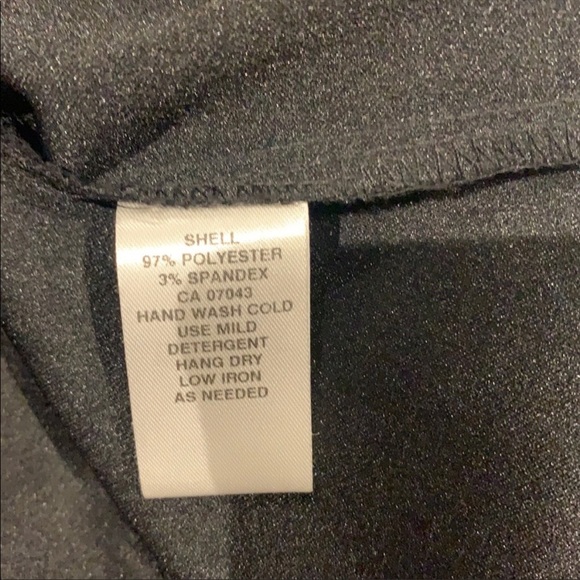 SHELL
97% POLYESTER
3% SPANDEX
CA 07043
HAND WASH COLD
USE MILD
DETERGENT
HANG DRY
LOW IRON
AS NEEDED